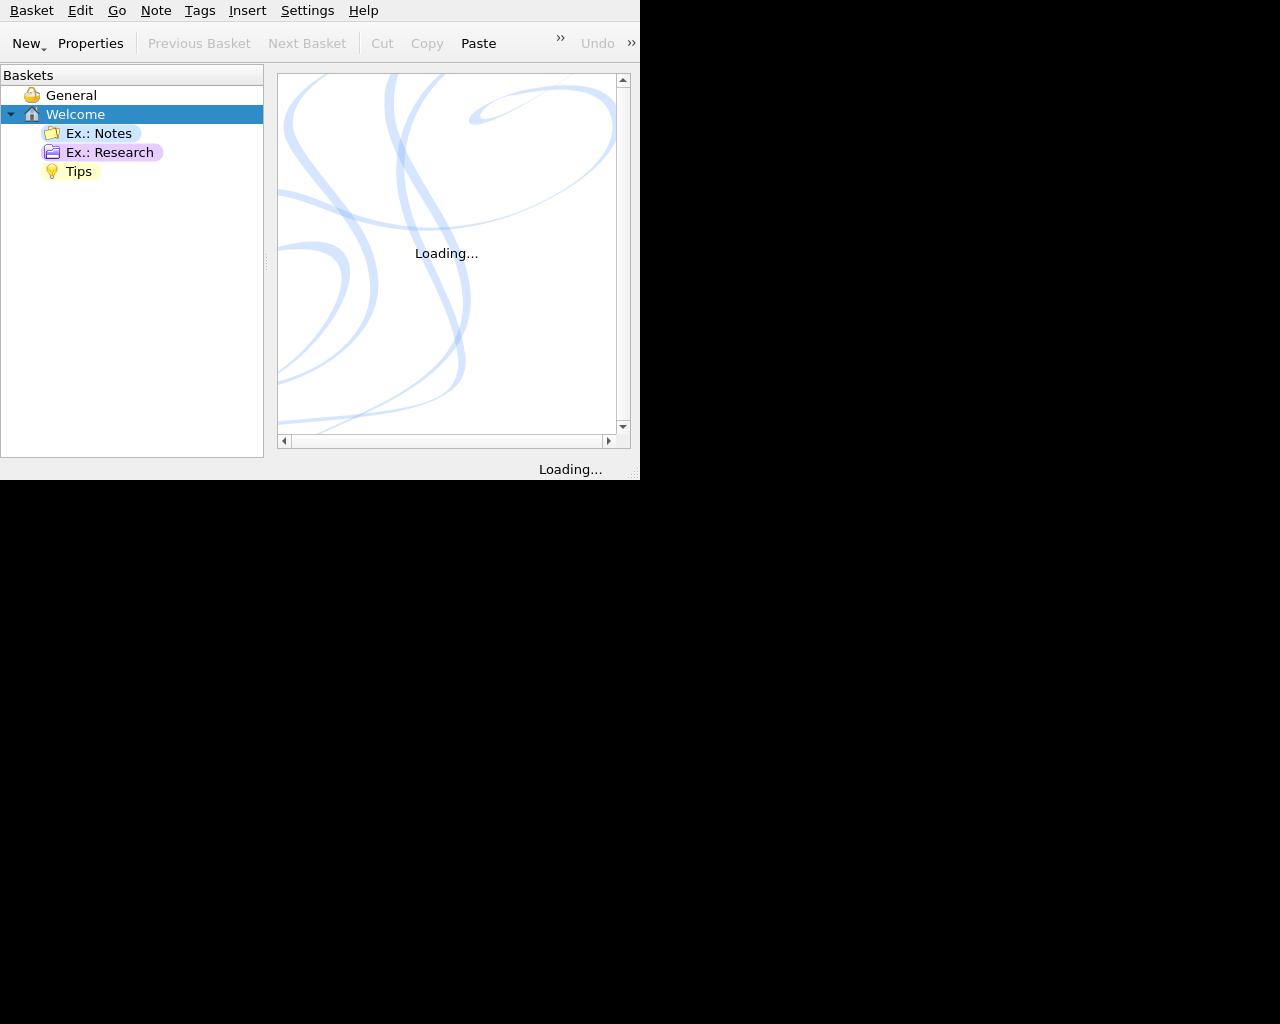 Basket Edit Go Note Tags Insert Settings Help
New Properties Previous Basket Next Basket Cut Copy Paste Undo
Baskets
General
Welcome
Ex.: Notes
Ex.: Research
Tips
Loading...
Loading...